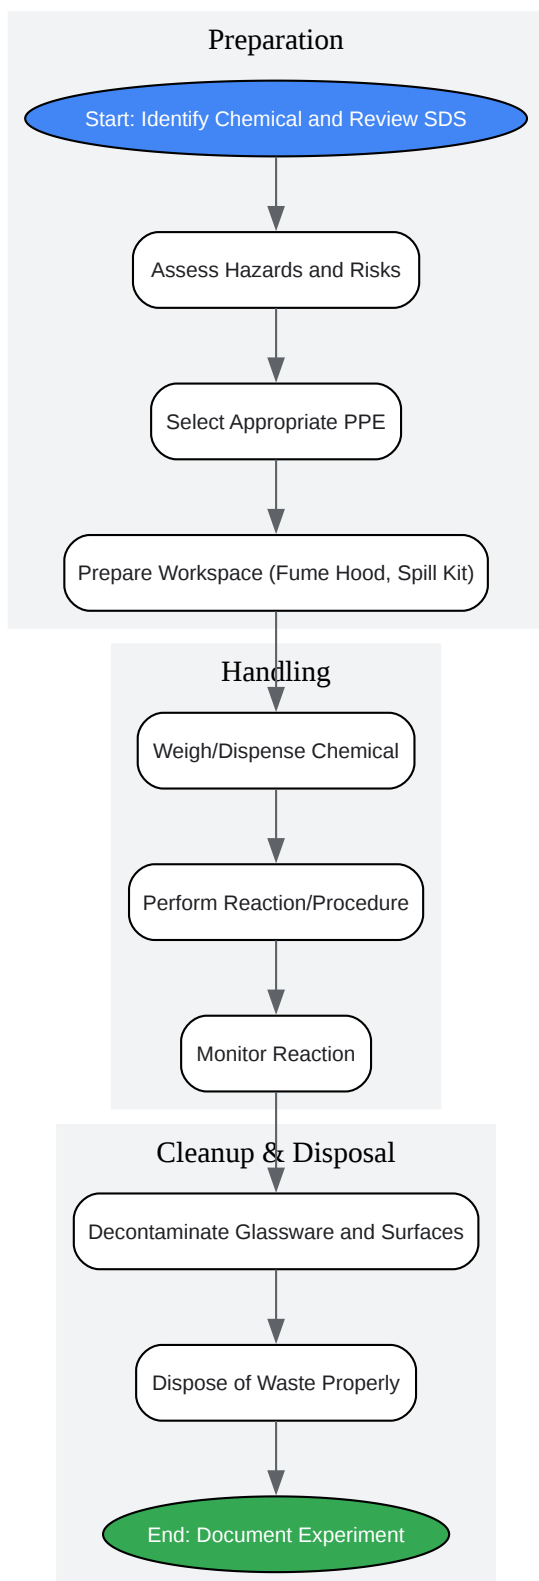 Preparation
Start: Identify Chemical and Review SDS
Assess Hazards and Risks
Select Appropriate PPE
Prepare Workspace (Fume Hood, Spill Kit)
Handling
Weigh/Dispense Chemical
Perform Reaction/Procedure
Monitor Reaction
Cleanup & Disposal
Decontaminate Glassware and Surfaces
Dispose of Waste Properly
End: Document Experiment